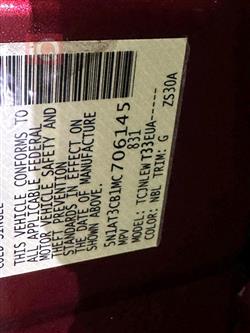 THIS VEHICLE CONFORMS TO
ALL APPLICABLE FEDERAL
MOTOR VEHICLE SAFETY AND
THEFT PREVENTION
STANDARDS IN EFFECT ON
THE DATE OF MANUFACTURE
SHOWN ABOVE.
5N1AT3CB1MC706145
MPV 831
MODEL: TCJNLEWT33EUA-----
COLOR: NBL TRIM: G ZS30A